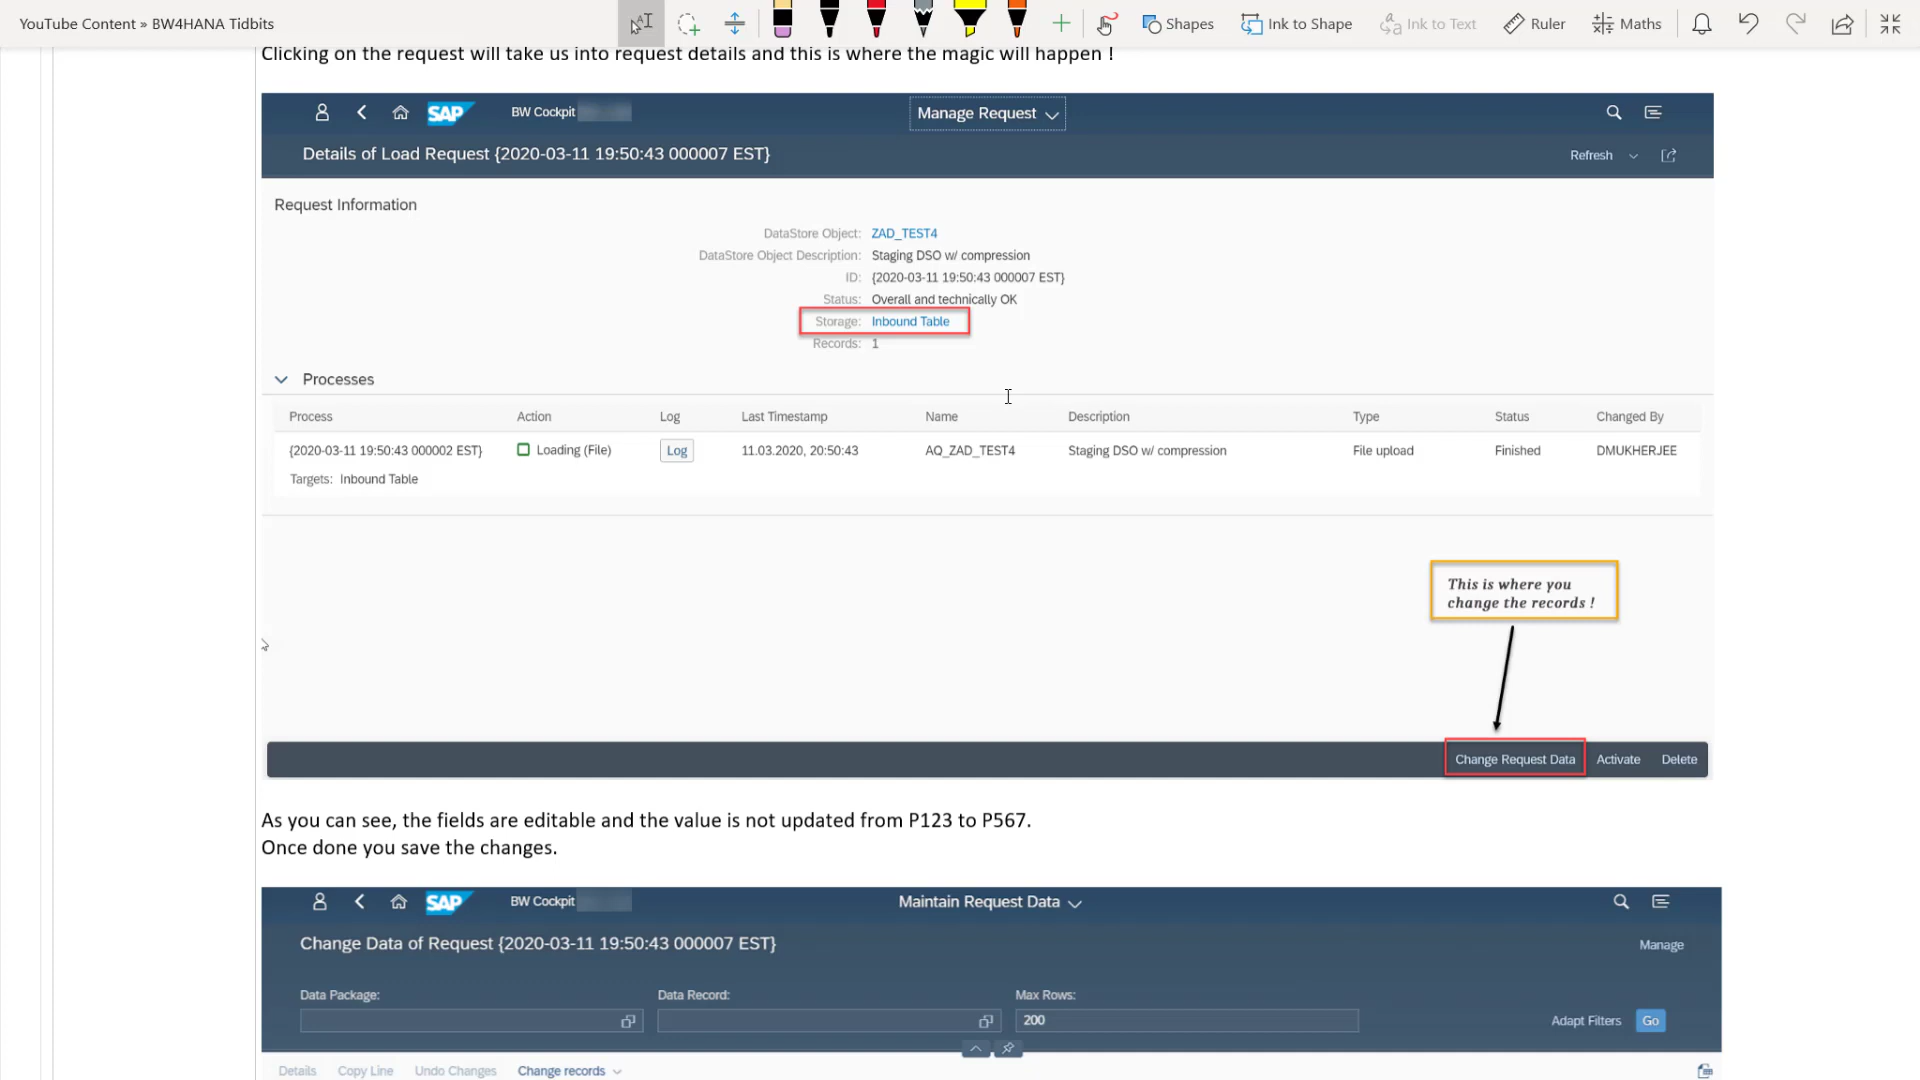 YouTube Content » BW4HANA Tidbits
Shapes
Ink to Shape
Ink to Text
Ruler
Maths
Clicking on the request will take us into request details and this is where the magic will happen !
SAP
BW Cockpit
Manage Request
Details of Load Request {2020-03-11 19:50:43 000007 EST}
Refresh
Request Information
DataStore Object: ZAD_TEST4
DataStore Object Description: Staging DSO w/ compression
ID: {2020-03-11 19:50:43 000007 EST}
Status: Overall and technically OK
Storage: Inbound Table
Records: 1
Processes
Process Action Log Last Timestamp Name Description Type Status Changed By
{2020-03-11 19:50:43 000002 EST} Loading (File) Log 11.03.2020, 20:50:43 AQ_ZAD_TEST4 Staging DSO w/ compression File upload Finished DMUKHERJEE
Targets: Inbound Table
This is where you
change the records !
Change Request Data Activate Delete
As you can see, the fields are editable and the value is not updated from P123 to P567.
Once done you save the changes.
SAP
BW Cockpit
Maintain Request Data
Change Data of Request {2020-03-11 19:50:43 000007 EST}
Manage
Data Package: Data Record: Max Rows:
200
Adapt Filters Go
Details Copy Line Undo Changes Change records